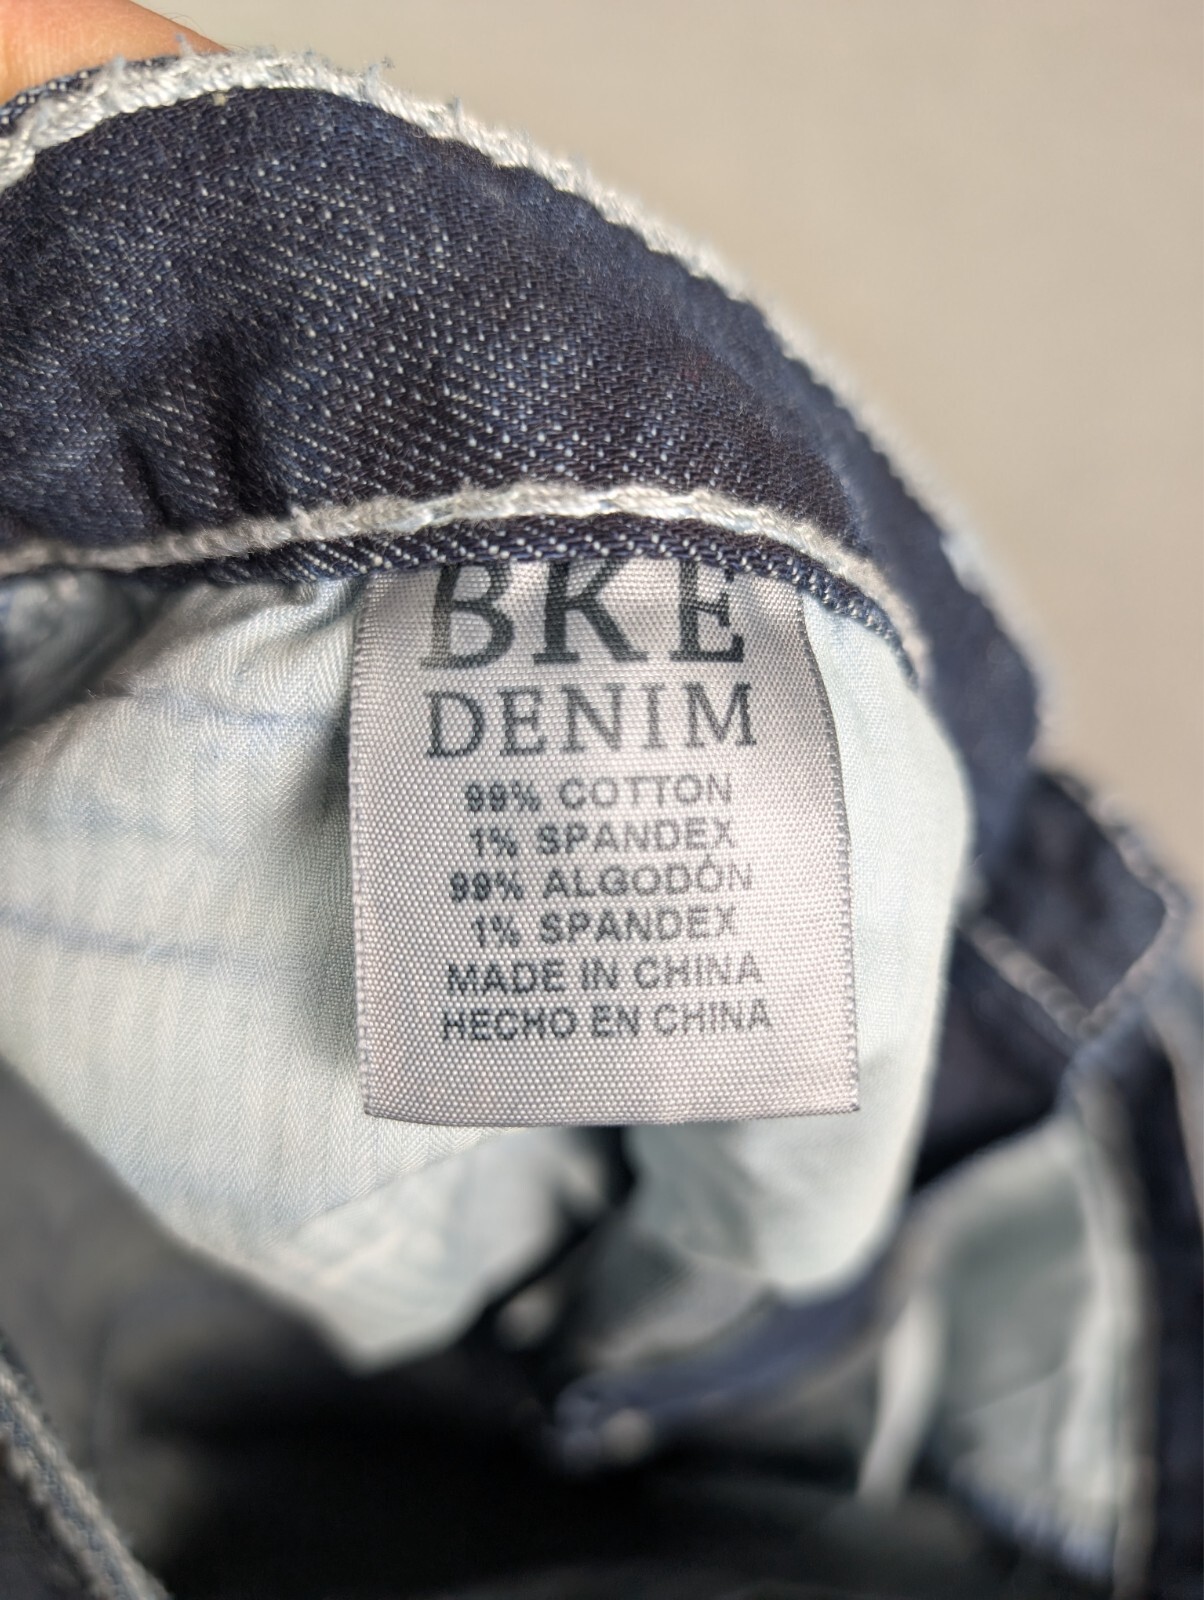 BKE
DENIM
99% COTTON
1% SPANDEX
99% ALGODÓN
1% SPANDEX
MADE IN CHINA
HECHO EN CHINA